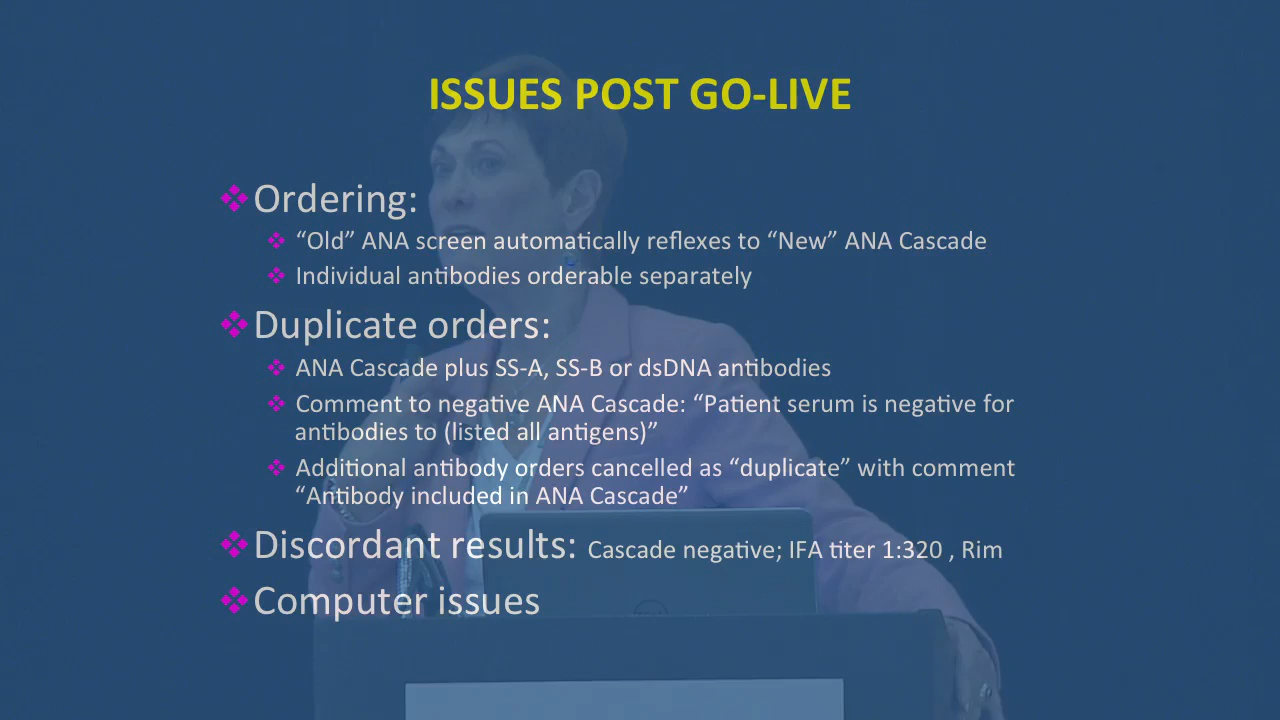 ISSUES POST GO-LIVE
Ordering:
“Old” ANA screen automatically reflexes to “New” ANA Cascade
Individual antibodies orderable separately
Duplicate orders:
ANA Cascade plus SS-A, SS-B or dsDNA antibodies
Comment to negative ANA Cascade: “Patient serum is negative for
antibodies to (listed all antigens)”
Additional antibody orders cancelled as “duplicate” with comment
“Antibody included in ANA Cascade”
Discordant results: Cascade negative; IFA titer 1:320 , Rim
Computer issues